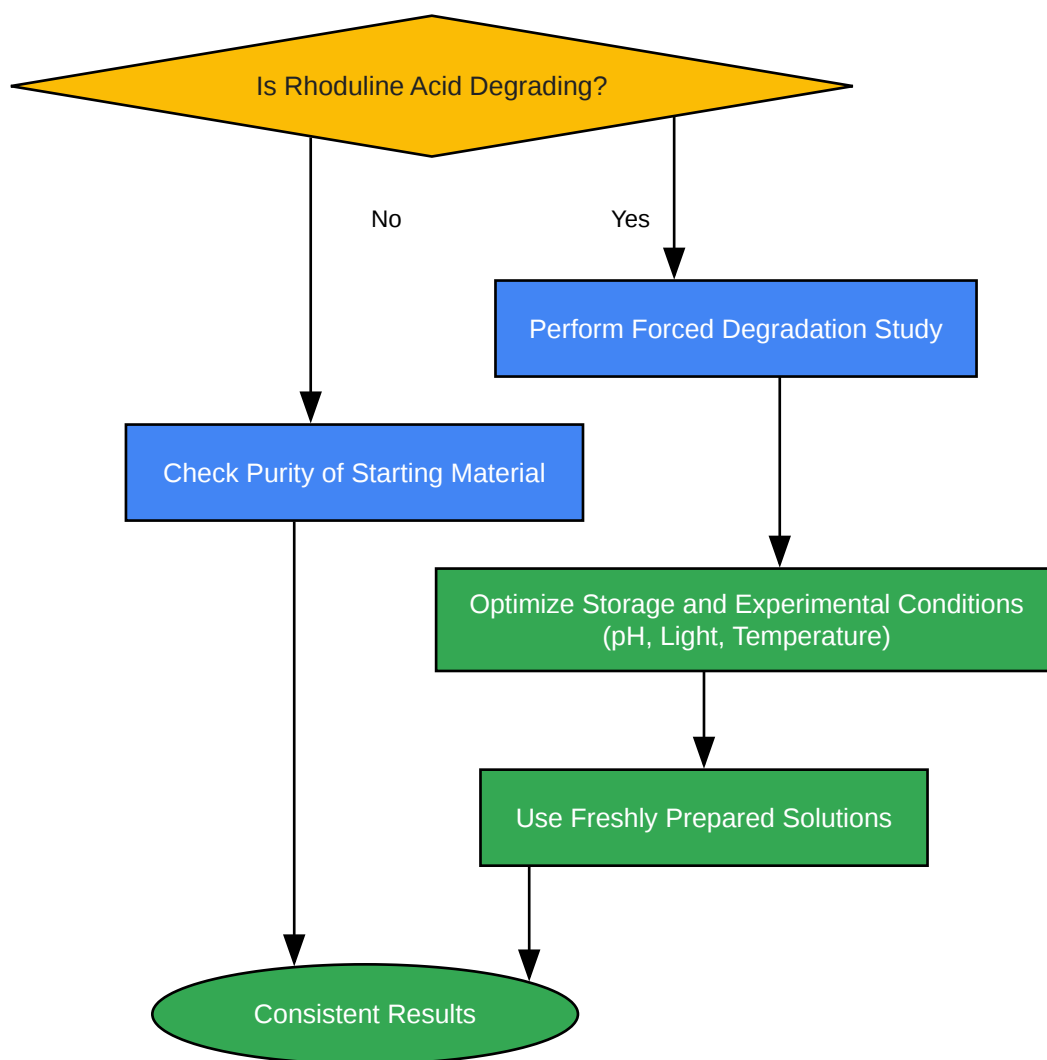 Is Rhoduline Acid Degrading?
No
Yes
Perform Forced Degradation Study
Check Purity of Starting Material
Optimize Storage and Experimental Conditions
(pH, Light, Temperature)
Use Freshly Prepared Solutions
Consistent Results